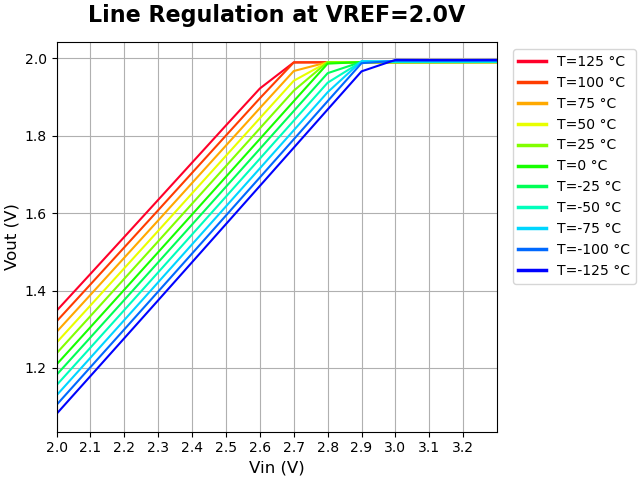 Line Regulation at VREF=2.0V
2.0
1.8
1.6
1.4
1.2
Vout (V)
2.0 2.1 2.2 2.3 2.4 2.5 2.6 2.7 2.8 2.9 3.0 3.1 3.2
Vin (V)
T=125 °C
T=100 °C
T=75 °C
T=50 °C
T=25 °C
T=0 °C
T=-25 °C
T=-50 °C
T=-75 °C
T=-100 °C
T=-125 °C